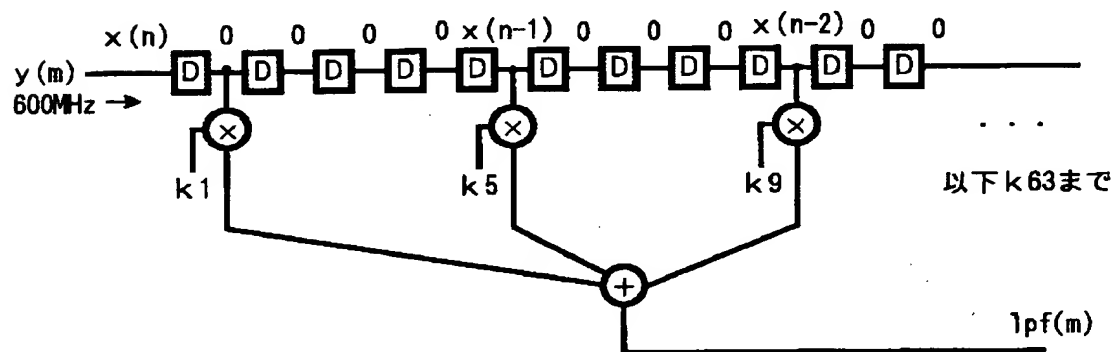 x(n) 0 0 0 0 x(n-1) 0 0 0 x(n-2) 0 0
y(m) D D D D D D D D D D D
600MHz →
× × ×
k1 k5 k9 ・・・
以下k63まで
+
lpf(m)